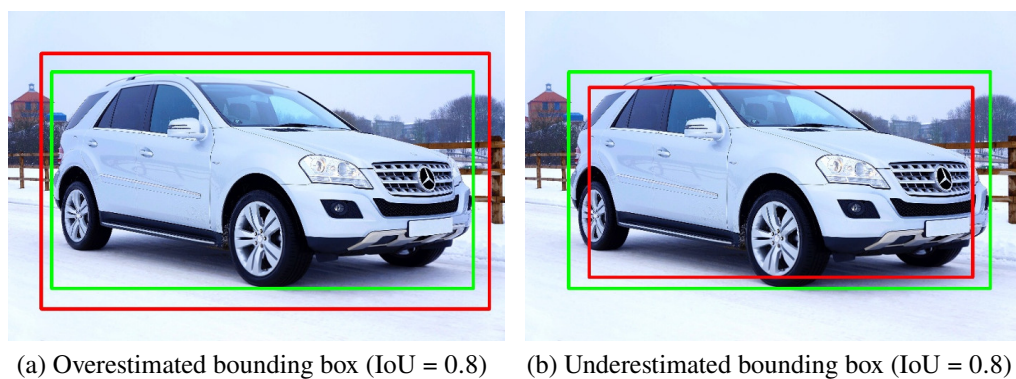 (a) Overestimated bounding box (IoU = 0.8)
(b) Underestimated bounding box (IoU = 0.8)